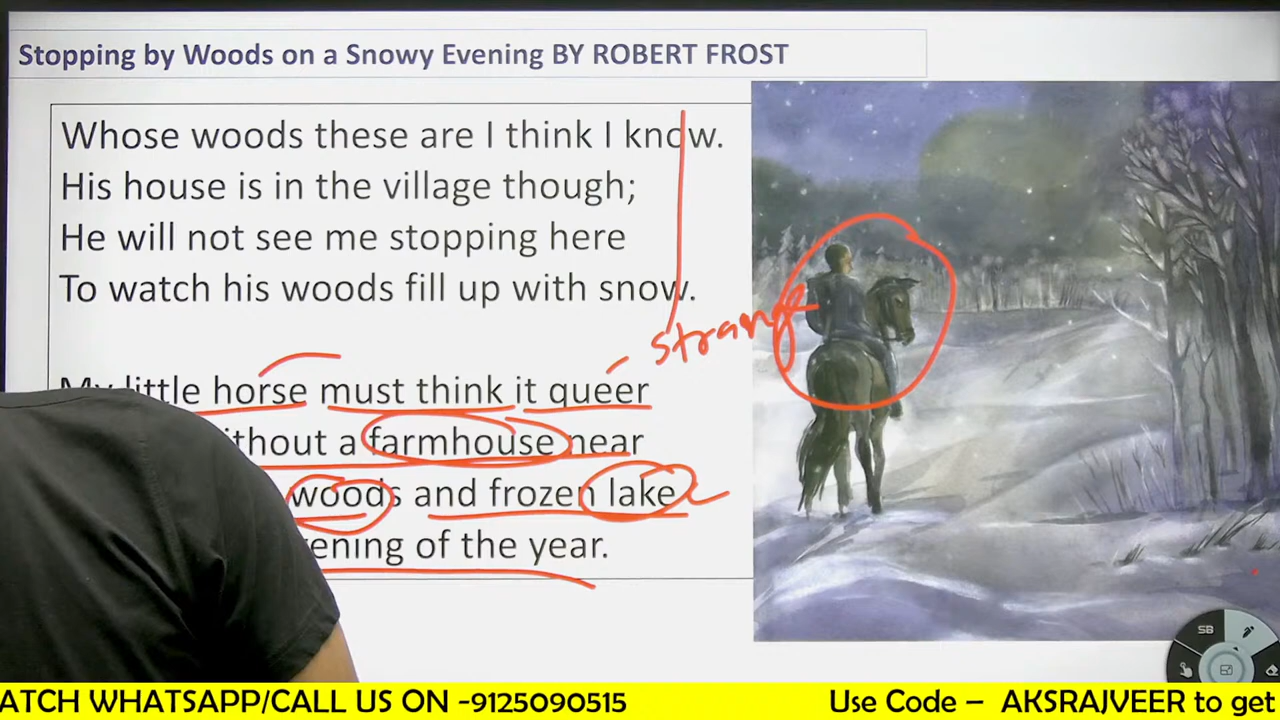 Stopping by Woods on a Snowy Evening BY ROBERT FROST
Whose woods these are I think I know.
His house is in the village though;
He will not see me stopping here
To watch his woods fill up with snow.
strange
My little horse must think it queer
ithout a farmhouse near
woods and frozen lake
ening of the year.
SB
ATCH WHATSAPP/CALL US ON -9125090515
Use Code – AKSRAJVEER to get